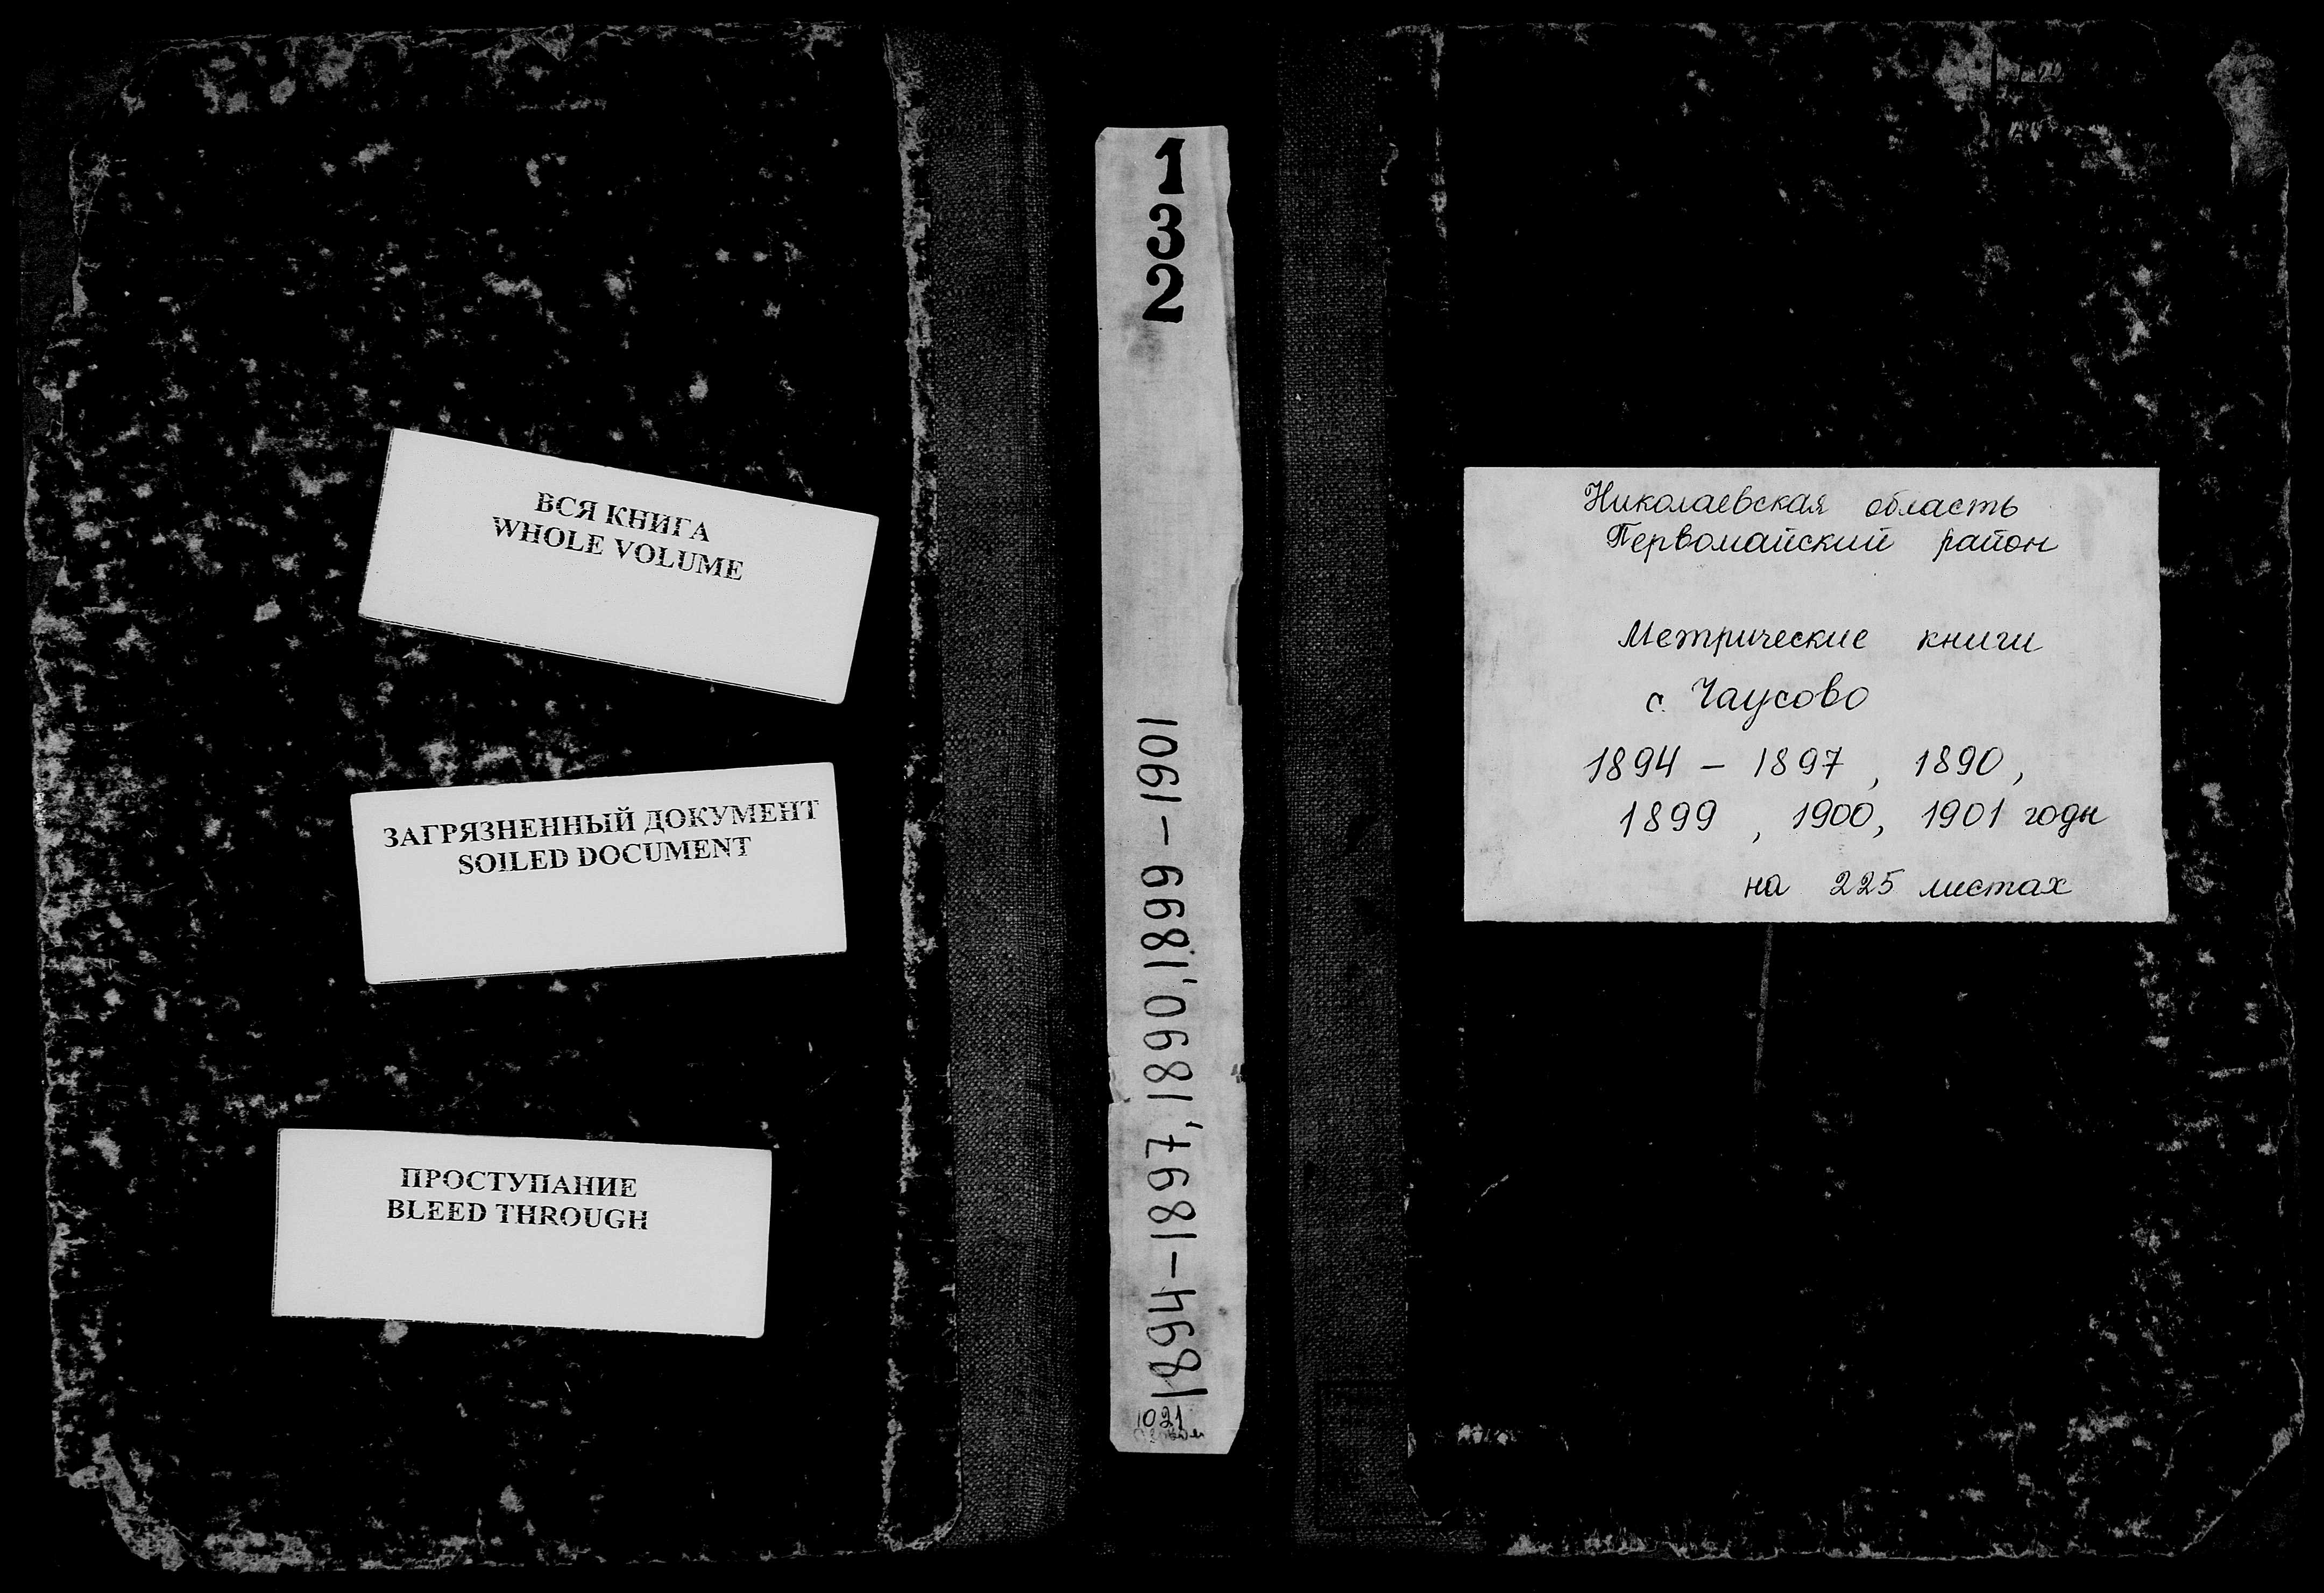 ВСЯ КНИГА
WHOLE VOLUME
ЗАГРЯЗНЕННЫЙ ДОКУМЕНТ
SOILED DOCUMENT
ПРОСТУПАНИЕ
BLEED THROUGH
132
1894-1897, 1890, 1899-1901
1021
Николаевская область
Первомайский район
Метрические книги
с. Чаусово
1894 - 1897, 1890,
1899, 1900, 1901 годы
на 225 листах